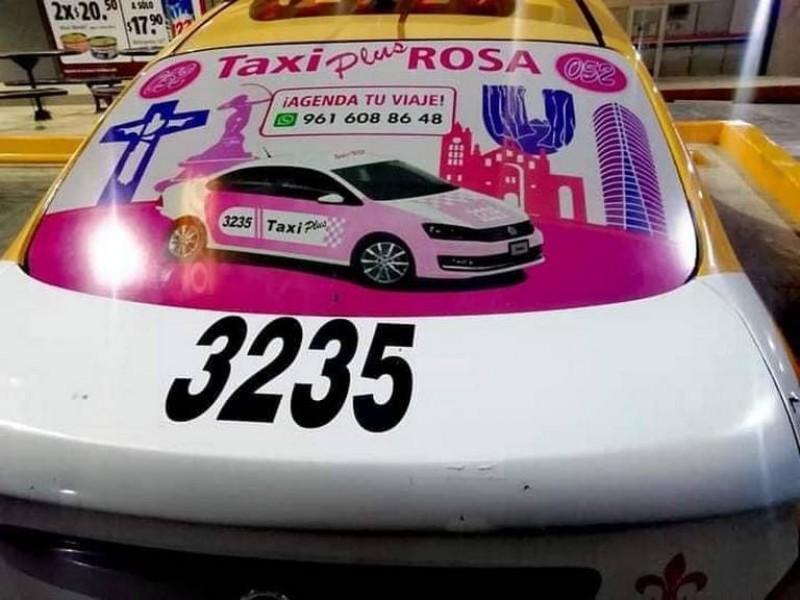 2x$20.50
A SÓLO
$17.90
Taxi Plus ROSA
052
¡AGENDA TU VIAJE!
961 608 86 48
3235 Taxi Plus
3235